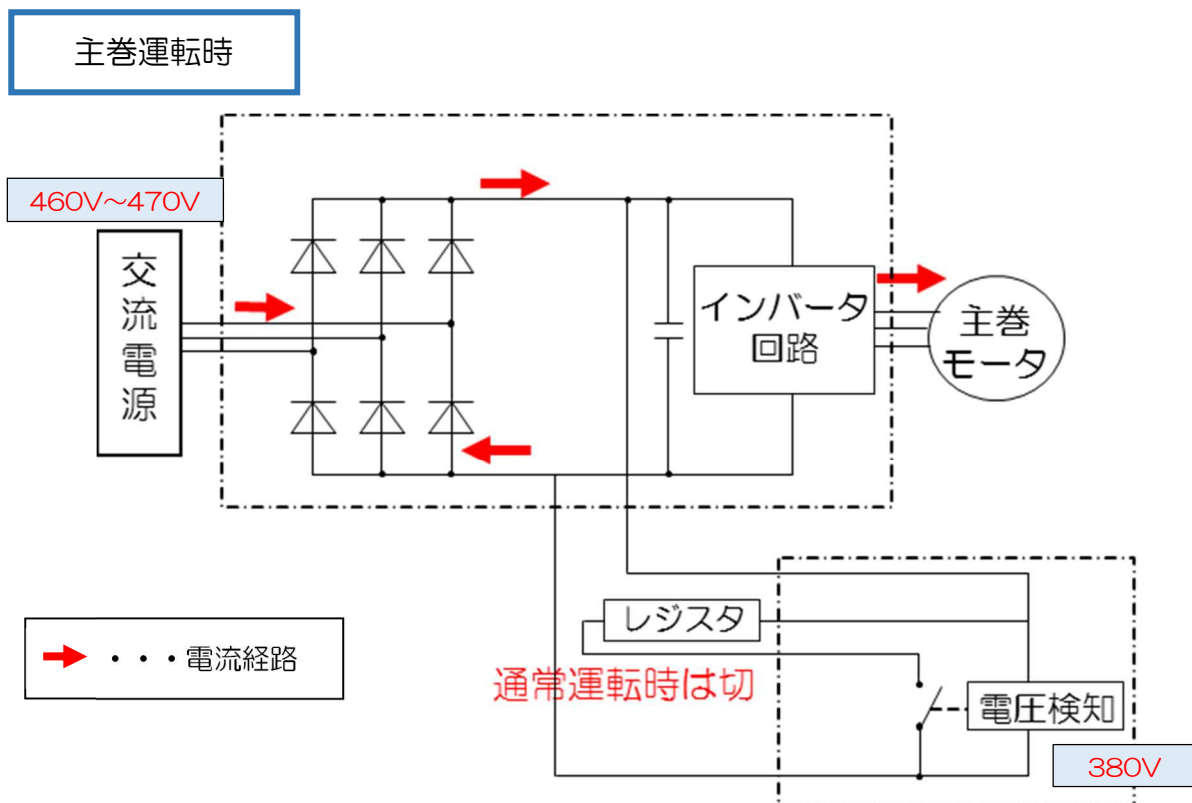 主巻運転時
460V～470V
交
流
電
源
インバータ
回路
主巻
モータ
レジスタ
通常運転時は切
電圧検知
380V
・・・電流経路